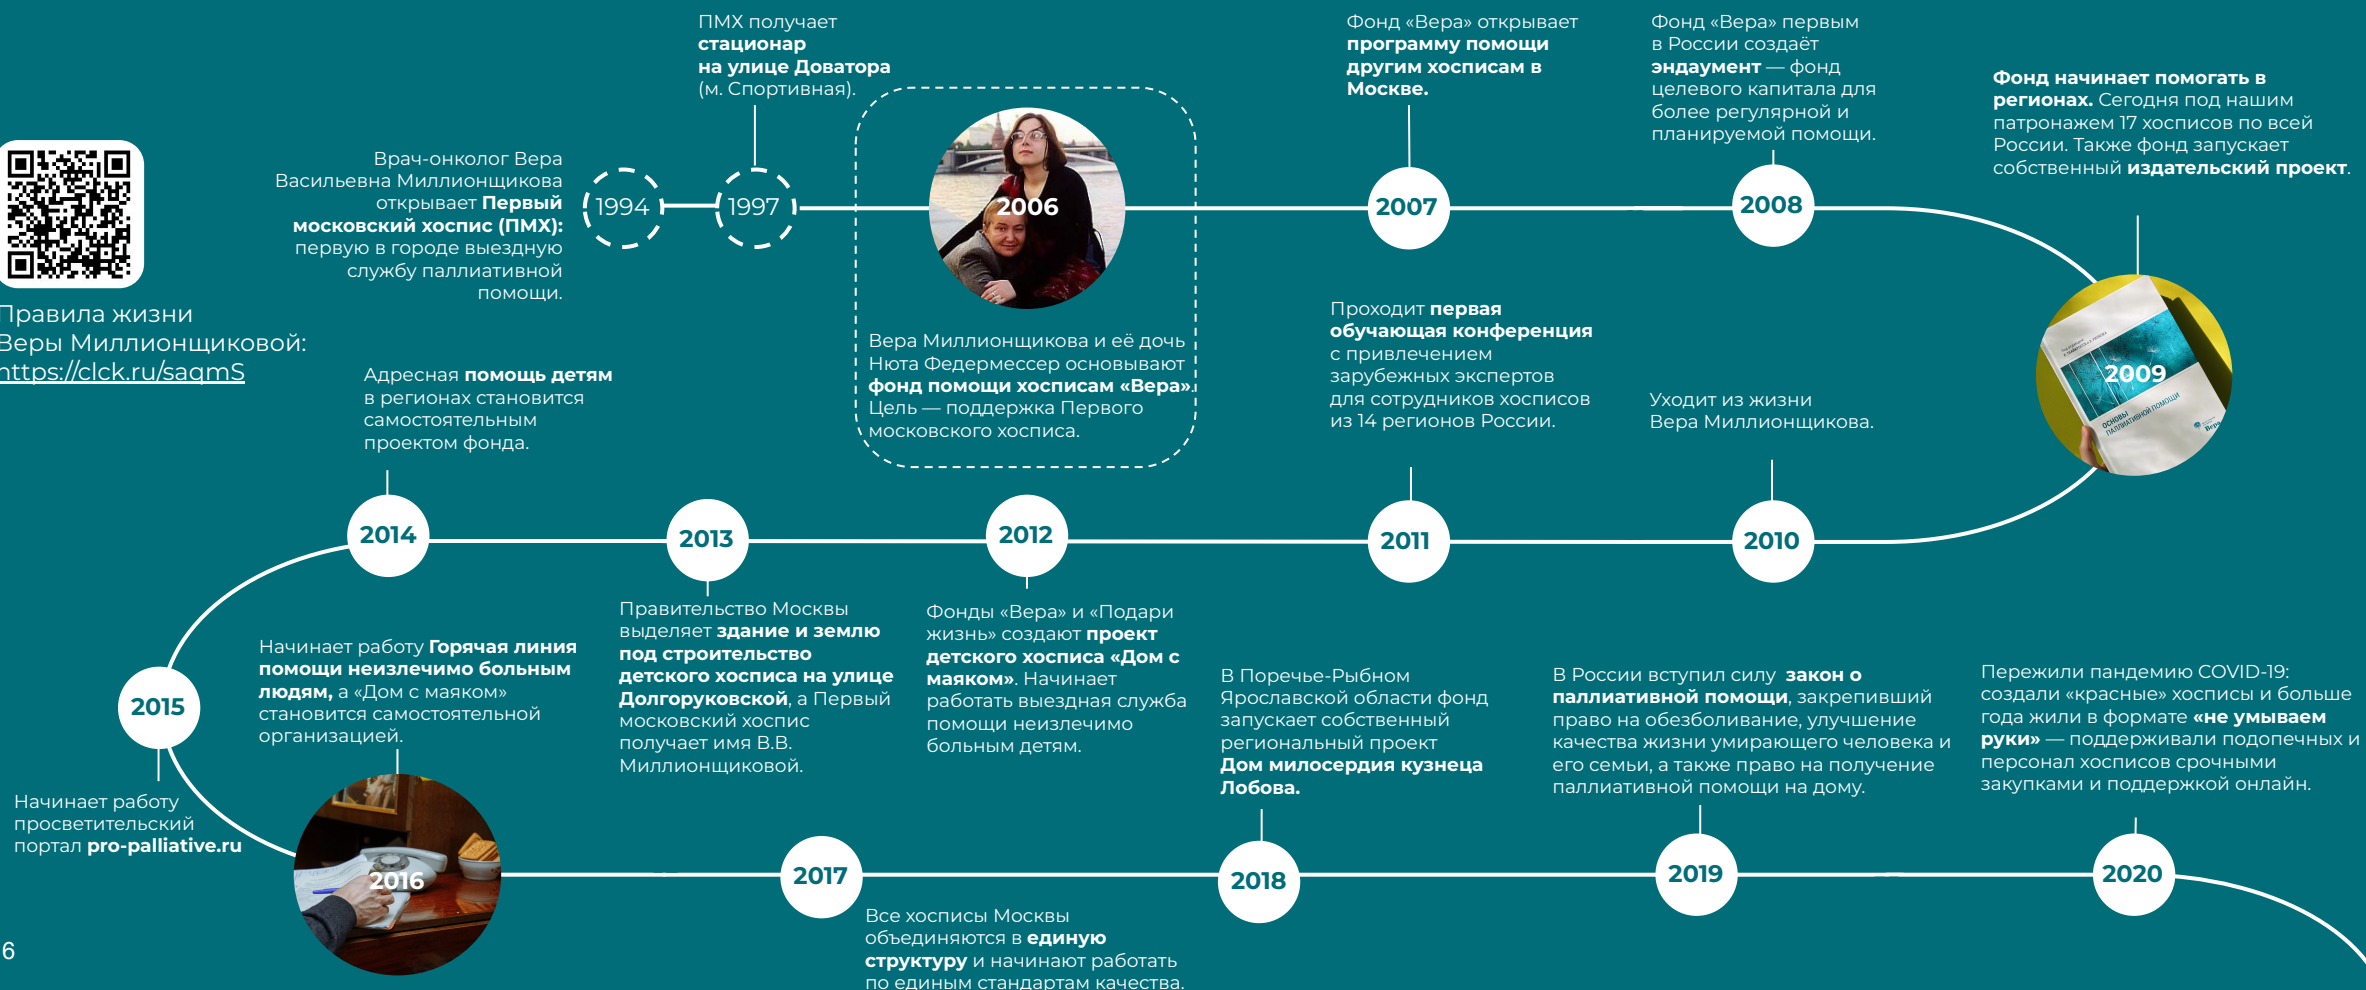 ПМХ получает
стационар
на улице Доватора
(м. Спортивная).
Фонд «Вера» открывает
программу помощи
другим хосписам в
Москве.
Фонд «Вера» первым
в России создаёт
эндаумент — фонд
целевого капитала для
более регулярной и
планируемой помощи.
Фонд начинает помогать в
регионах. Сегодня под нашим
патронажем 17 хосписов по всей
России. Также фонд запускает
собственный издательский проект.
Врач-онколог Вера
Васильевна Миллионщикова
открывает Первый
московский хоспис (ПМХ):
первую в городе выездную
службу паллиативной
помощи.
1994
1997
2006
2007
2008
Правила жизни
Веры Миллионщиковой:
https://clck.ru/saqmS
Вера Миллионщикова и её дочь
Нюта Федермессер основывают
фонд помощи хосписам «Вера».
Цель — поддержка Первого
московского хосписа.
Проходит первая
обучающая конференция
с привлечением
зарубежных экспертов
для сотрудников хосписов
из 14 регионов России.
Уходит из жизни
Вера Миллионщикова.
2009
ОСНОВЫ
ПАЛЛИАТИВНОЙ ПОМОЩИ
Вера
Адресная помощь детям
в регионах становится
самостоятельным
проектом фонда.
2014
2013
2012
2011
2010
Правительство Москвы
выделяет здание и землю
под строительство
детского хосписа на улице
Долгоруковской, а Первый
московский хоспис
получает имя В.В.
Миллионщиковой.
Фонды «Вера» и «Подари
жизнь» создают проект
детского хосписа «Дом с
маяком». Начинает
работать выездная служба
помощи неизлечимо
больным детям.
2015
Начинает работу
просветительский
портал pro-palliative.ru
Начинает работу Горячая линия
помощи неизлечимо больным
людям, а «Дом с маяком»
становится самостоятельной
организацией.
В Поречье-Рыбном
Ярославской области фонд
запускает собственный
региональный проект
Дом милосердия кузнеца
Лобова.
В России вступил силу закон о
паллиативной помощи, закрепивший
право на обезболивание, улучшение
качества жизни умирающего человека и
его семьи, а также право на получение
паллиативной помощи на дому.
Пережили пандемию COVID-19:
создали «красные» хосписы и больше
года жили в формате «не умываем
руки» — поддерживали подопечных и
персонал хосписов срочными
закупками и поддержкой онлайн.
2016
2017
2018
2019
2020
Все хосписы Москвы
объединяются в единую
структуру и начинают работать
по единым стандартам качества.
6